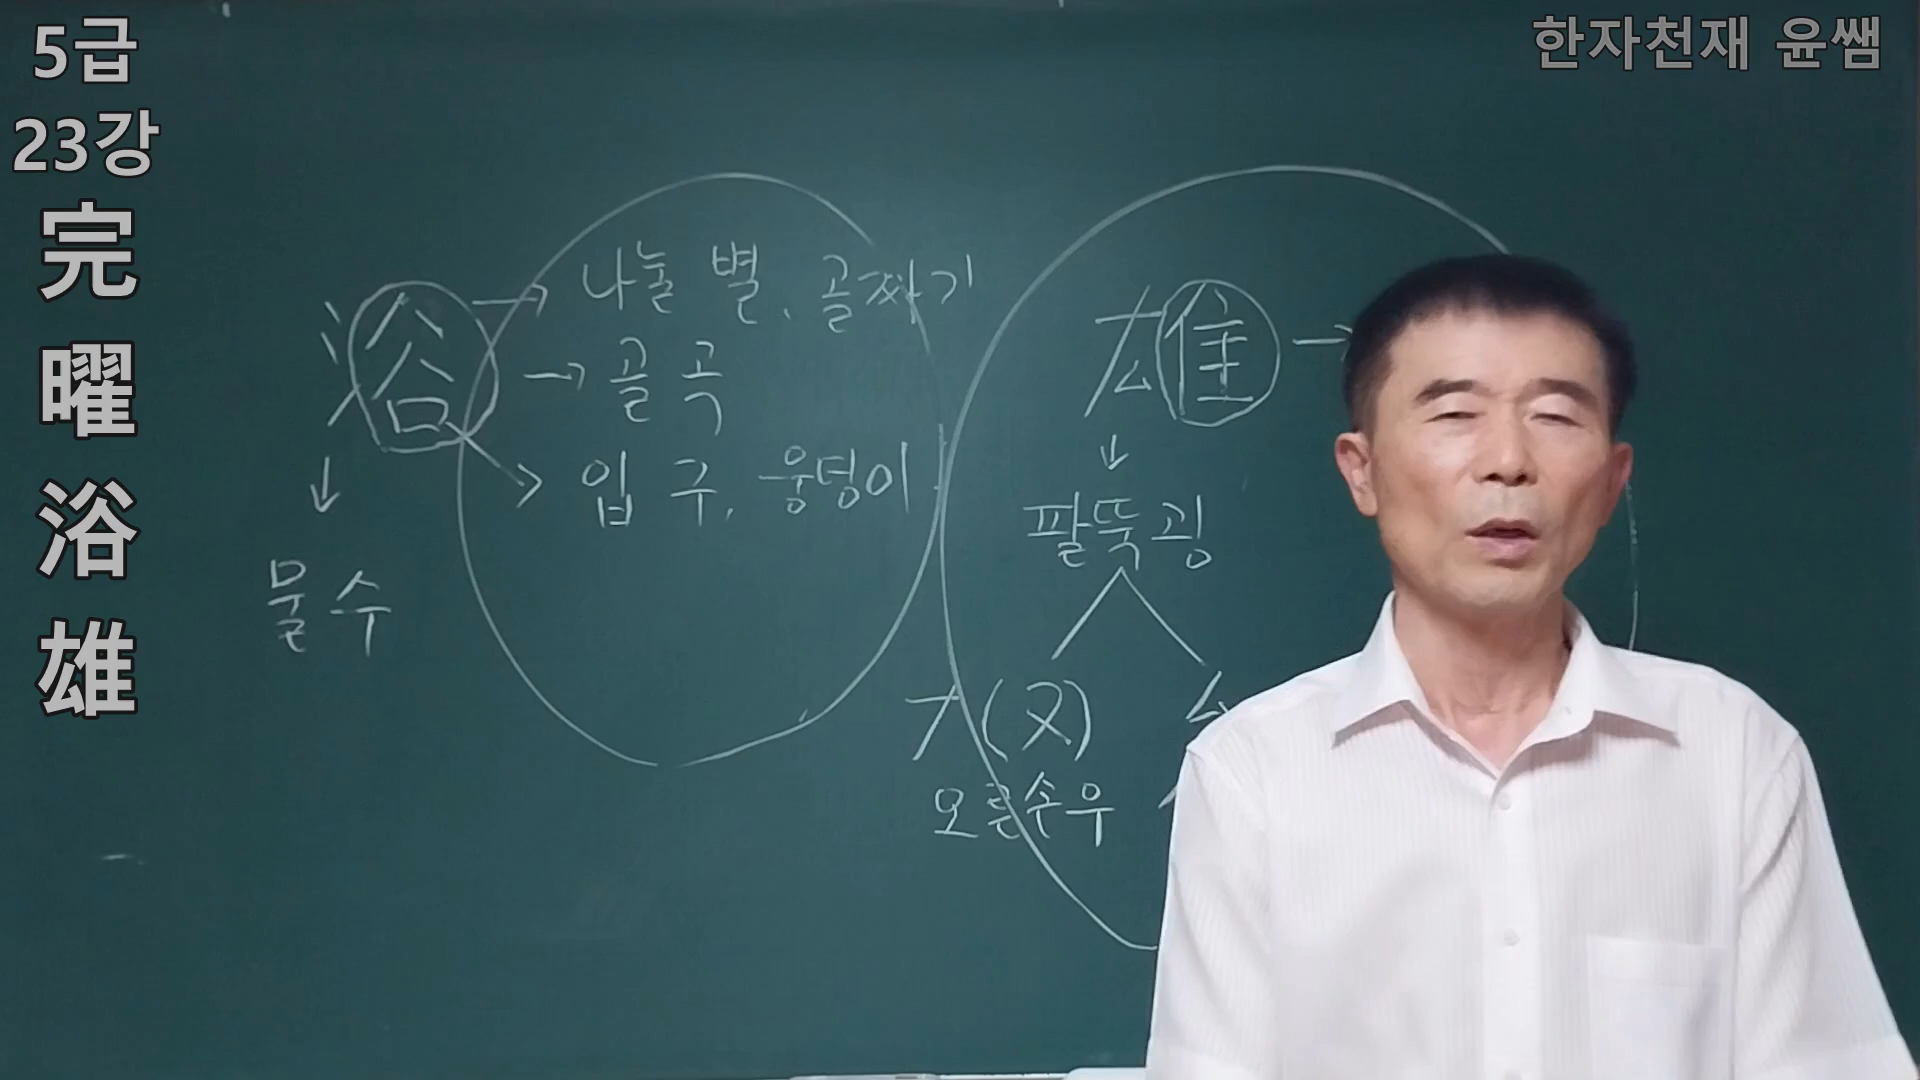 5급
23강
完
曜
浴
雄
한자천재 윤쌤
浴 → 나눌 별, 골짜기
→ 골 곡
→ 입 구, 웅덩이
↓
물 수
雄 →
↓
팔뚝굉
ナ(又) ム
오른손우